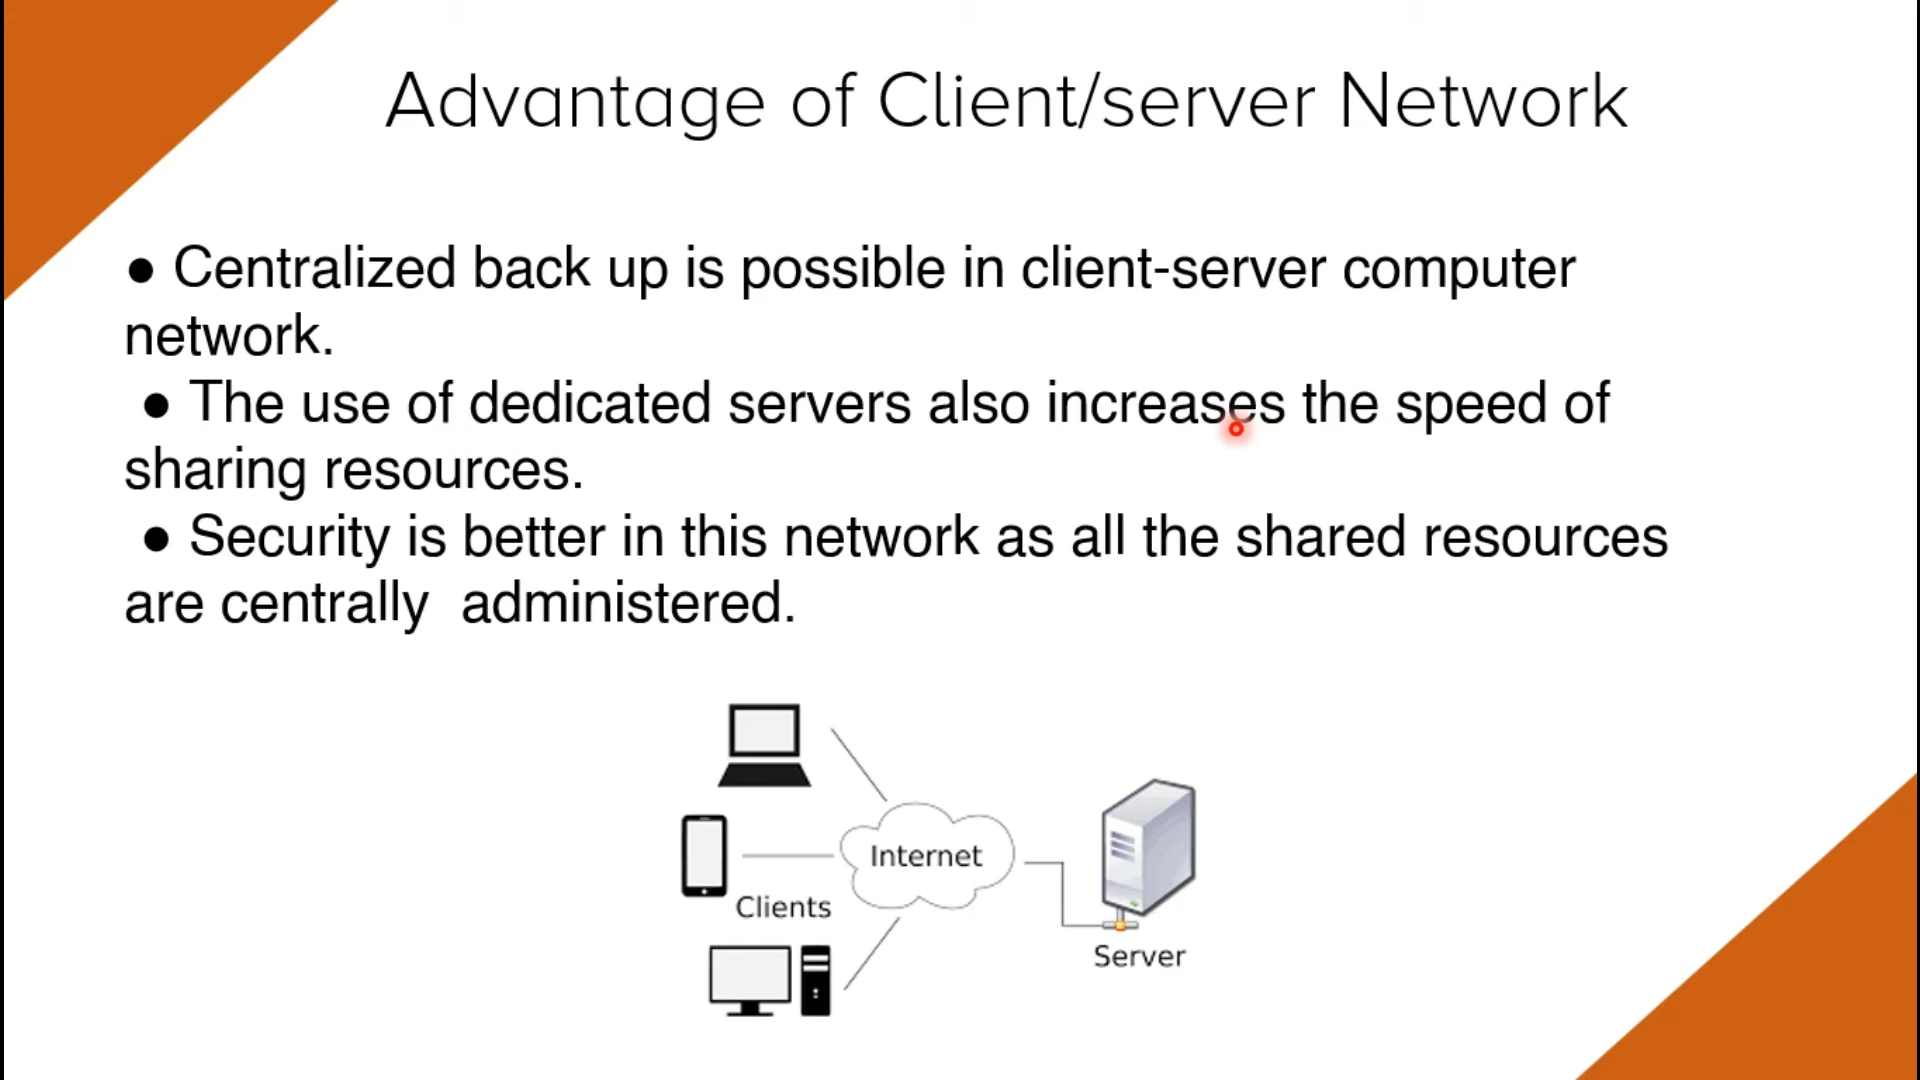 Advantage of Client/server Network
● Centralized back up is possible in client-server computer
network.
● The use of dedicated servers also increases the speed of
sharing resources.
● Security is better in this network as all the shared resources
are centrally  administered.
Internet
Clients
Server